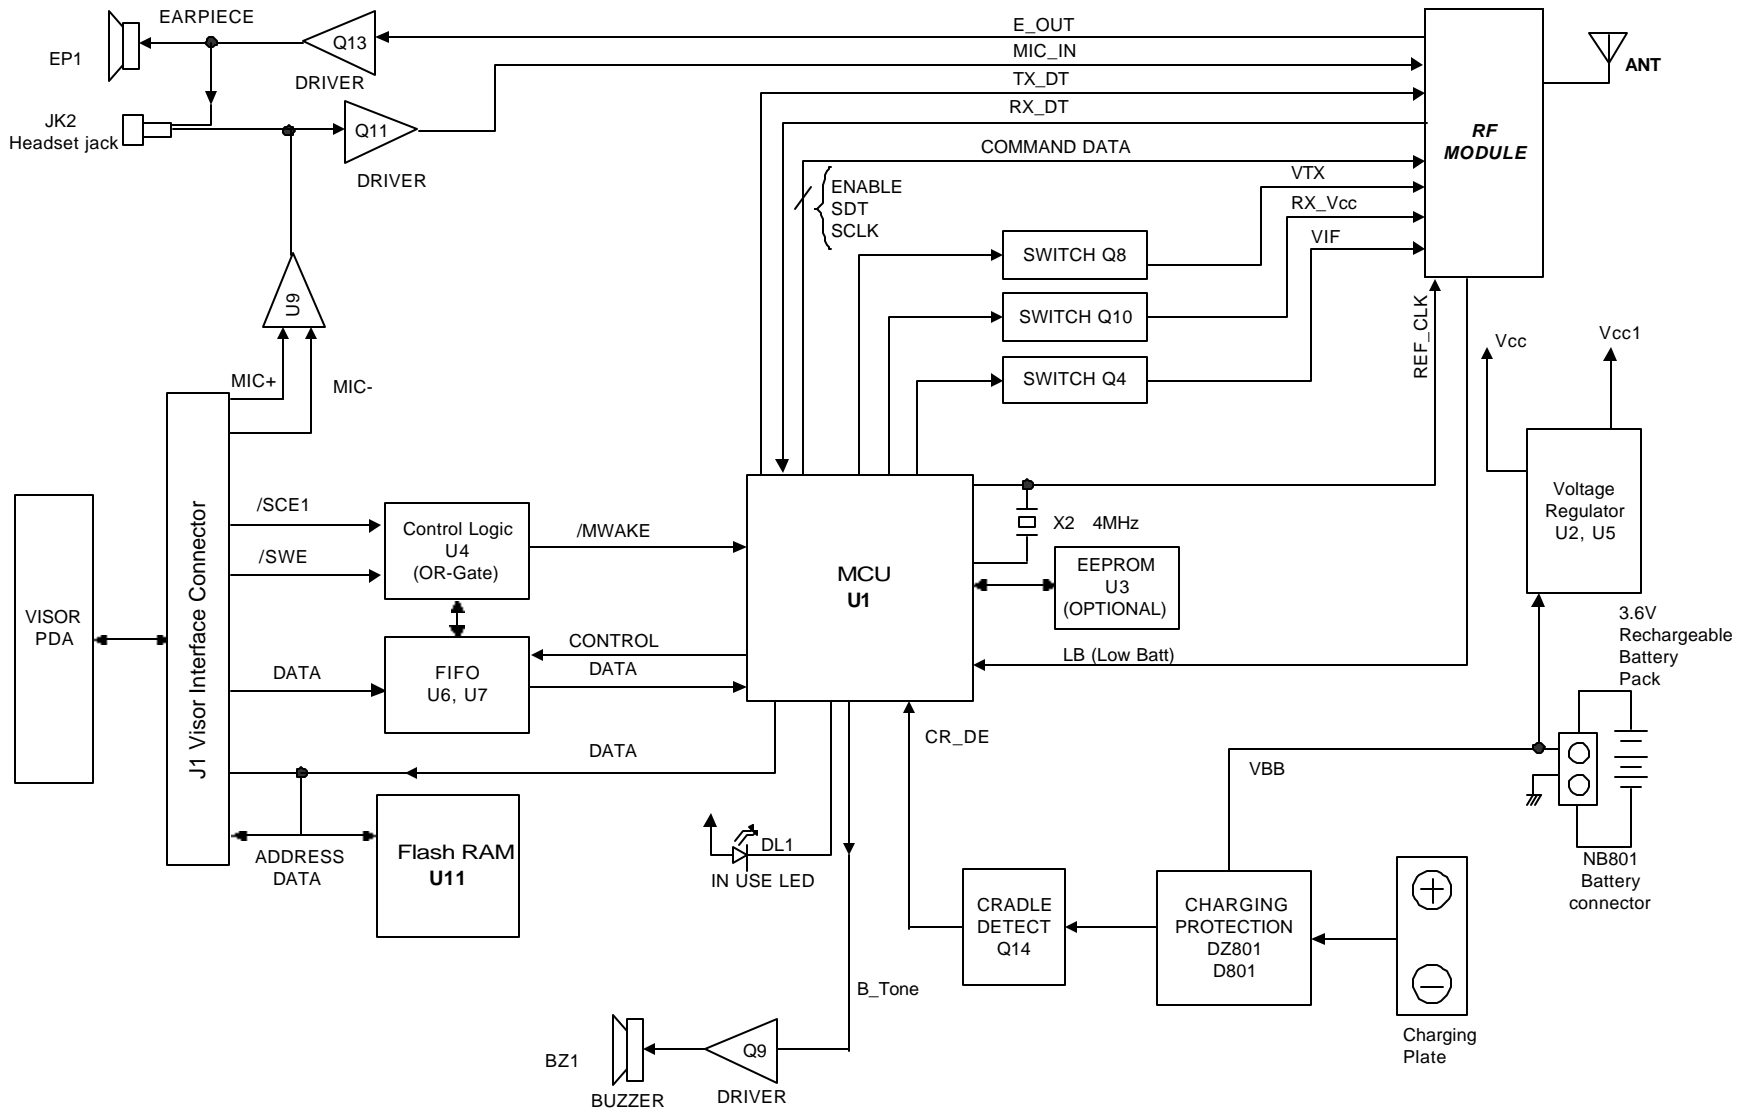 EARPIECE
EP1
Q13
DRIVER
E_OUT
MIC_IN
TX_DT
RX_DT
COMMAND DATA
ANT
RF
MODULE
JK2
Headset jack
Q11
DRIVER
ENABLE
SDT
SCLK
VTX
RX_Vcc
VIF
SWITCH Q8
SWITCH Q10
SWITCH Q4
REF_CLK
U9
MIC+
MIC-
Vcc
Vcc1
Voltage
Regulator
U2, U5
J1 Visor Interface Connector
VISOR
PDA
/SCE1
/SWE
Control Logic
U4
(OR-Gate)
/MWAKE
MCU
U1
X2 4MHz
EEPROM
U3
(OPTIONAL)
CONTROL
DATA
DATA
FIFO
U6, U7
LB (Low Batt)
3.6V
Rechargeable
Battery
Pack
DATA
CR_DE
VBB
ADDRESS
DATA
Flash RAM
U11
DL1
IN USE LED
NB801
Battery
connector
CRADLE
DETECT
Q14
CHARGING
PROTECTION
DZ801
D801
Charging
Plate
B_Tone
BZ1
BUZZER
Q9
DRIVER